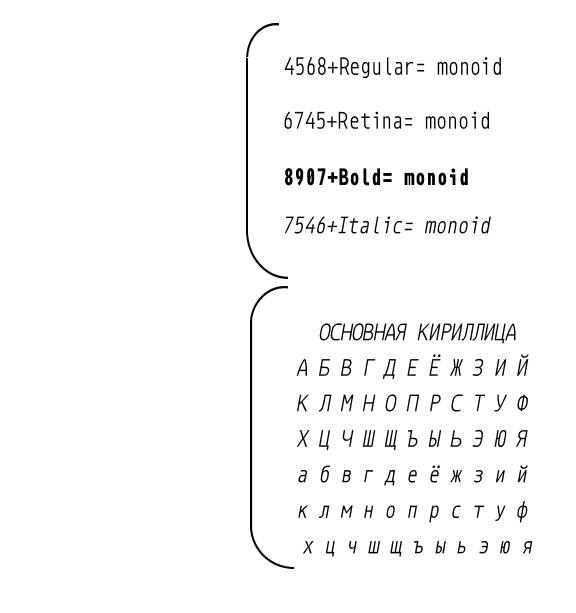 4568+Regular= monoid
6745+Retina= monoid
8907+Bold= monoid
7546+Italic= monoid
ОСНОВНАЯ КИРИЛЛИЦА
А Б В Г Д Е Ё Ж З И Й
К Л М Н О П Р С Т У Ф
Х Ц Ч Ш Щ Ъ Ы Ь Э Ю Я
а б в г д е ё ж з и й
к л м н о п р с т у ф
х ц ч ш щ ъ ы ь э ю я